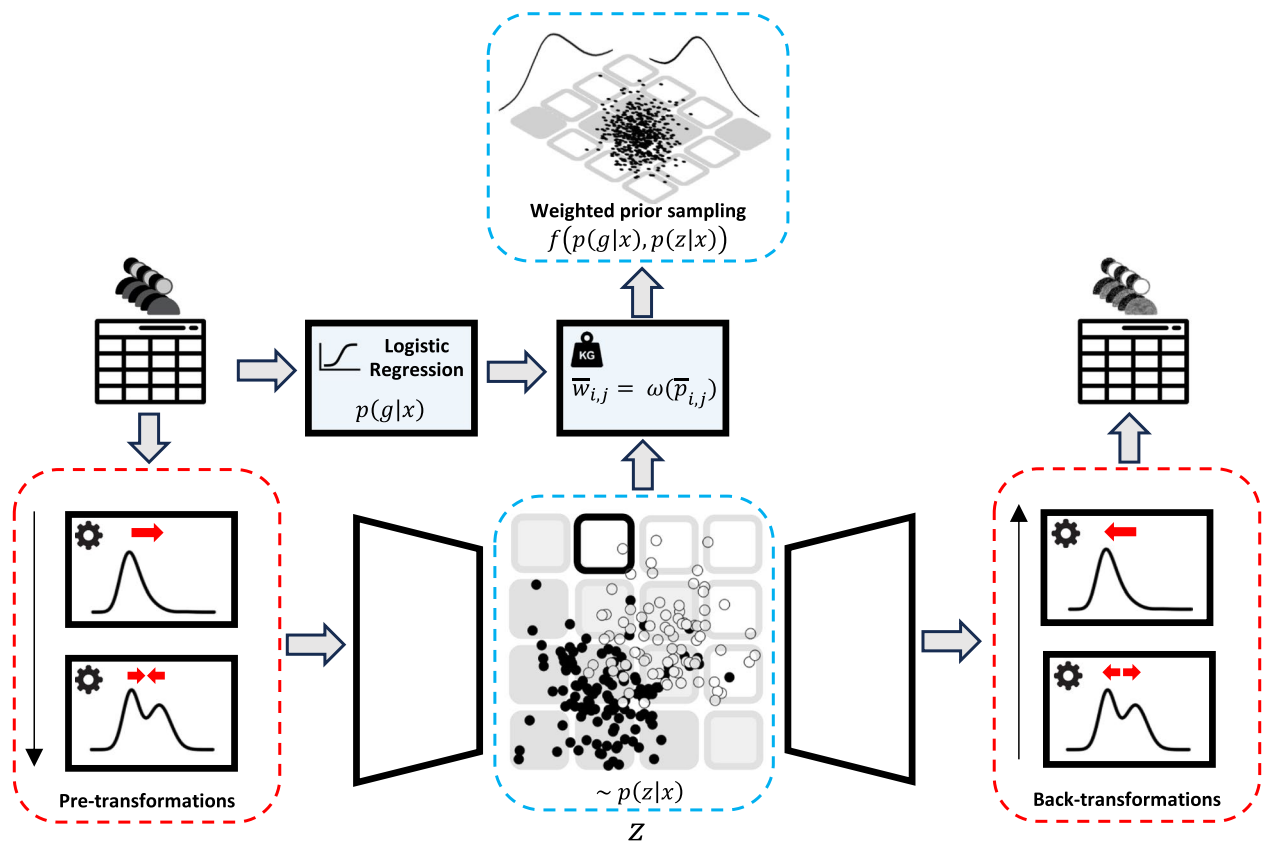 Weighted prior sampling
f(p(g|x), p(z|x))
Logistic
Regression
p(g|x)
KG
w̅_{i,j} = ω(p̅_{i,j})
Pre-transformations
~ p(z|x)
z
Back-transformations